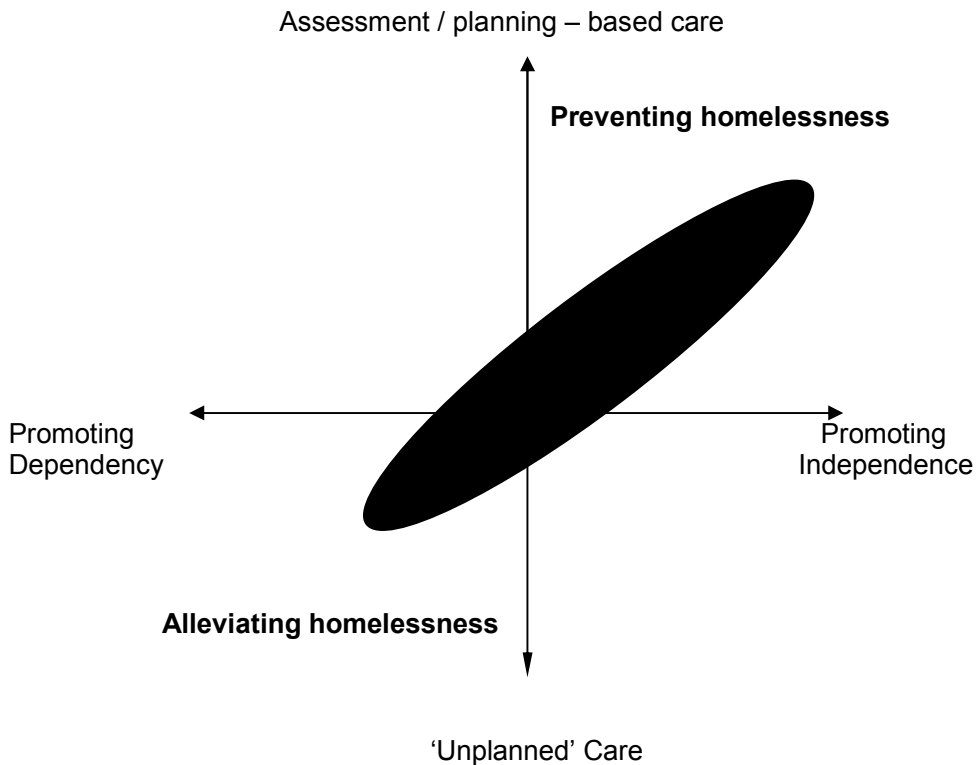 Assessment / planning – based care
Preventing homelessness
Promoting
Dependency
Promoting
Independence
Alleviating homelessness
‘Unplanned’ Care